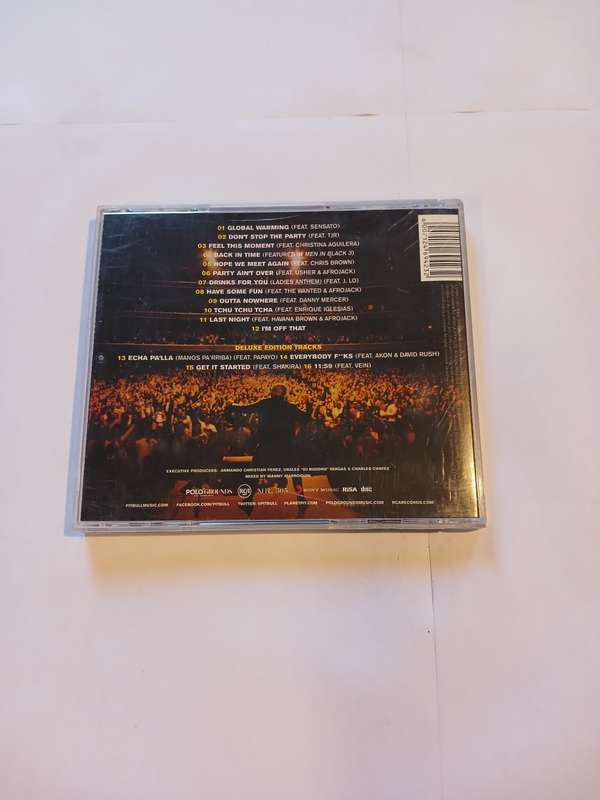 01 GLOBAL WARMING (FEAT. SENSATO)
02 DON'T STOP THE PARTY (FEAT. TJR)
03 FEEL THIS MOMENT (FEAT. CHRISTINA AGUILERA)
04 BACK IN TIME (FEATURED IN MEN IN BLACK 3)
05 HOPE WE MEET AGAIN (FEAT. CHRIS BROWN)
06 PARTY AIN'T OVER (FEAT. USHER & AFROJACK)
07 DRINKS FOR YOU (LADIES ANTHEM) (FEAT. J. LO)
08 HAVE SOME FUN (FEAT. THE WANTED & AFROJACK)
09 OUTTA NOWHERE (FEAT. DANNY MERCER)
10 TCHU TCHU TCHA (FEAT. ENRIQUE IGLESIAS)
11 LAST NIGHT (FEAT. HAVANA BROWN & AFROJACK)
12 I'M OFF THAT
DELUXE EDITION TRACKS
13 ECHA PA'LLA (MANOS PA'RRIBA) (FEAT. PAPAYO) 14 EVERYBODY F**KS (FEAT. AKON & DAVID RUSH)
15 GET IT STARTED (FEAT. SHAKIRA) 16 11:59 (FEAT. VEIN)
EXECUTIVE PRODUCERS: ARMANDO CHRISTIAN PEREZ, URALES "DJ BUDDHA" VARGAS & CHARLES CHAVEZ
MIXED BY MANNY MARROQUIN
POLO GROUNDS RCA MR. 305 SONY MUSIC disc
PITBULLMUSIC.COM FACEBOOK.COM/PITBULL TWITTER: @PITBULL PLANETPIT.COM POLOGROUNDSMUSIC.COM RCARECORDS.COM